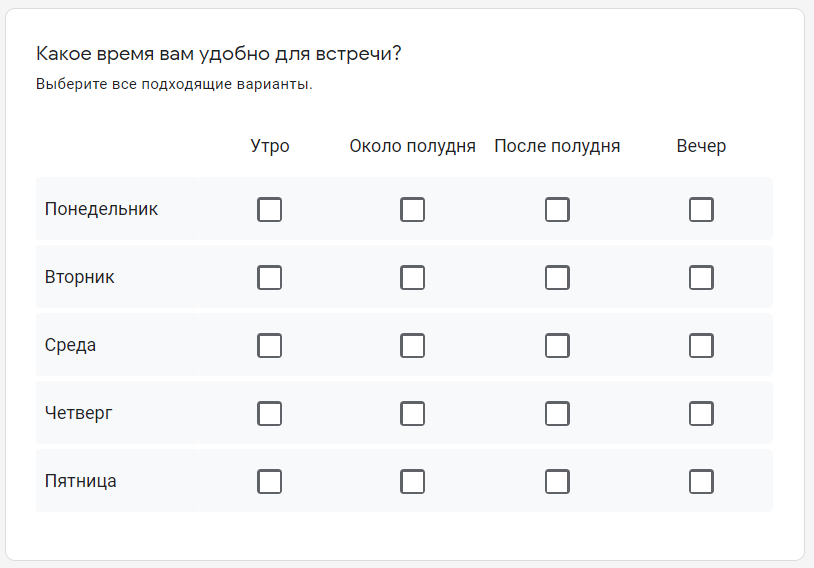 Какое время вам удобно для встречи?
Выберите все подходящие варианты.
Утро Около полудня После полудня Вечер
Понедельник
Вторник
Среда
Четверг
Пятница